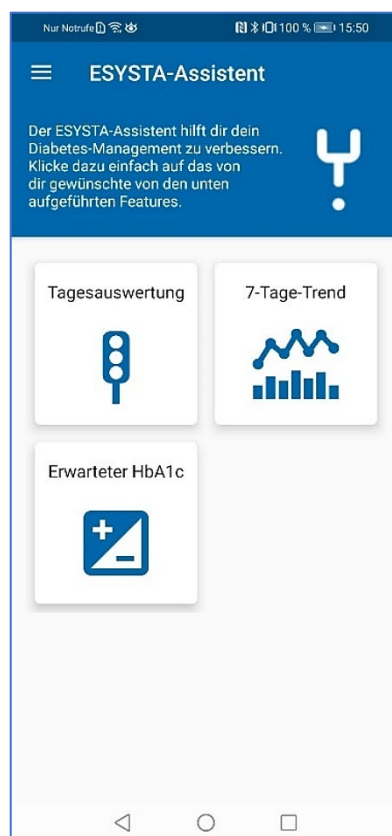 Nur Notrufe 100 % 15:50
ESYSTA-Assistent
Der ESYSTA-Assistent hilft dir dein
Diabetes-Management zu verbessern.
Klicke dazu einfach auf das von
dir gewünschte von den unten
aufgeführten Features.
Tagesauswertung
7-Tage-Trend
Erwarteter HbA1c